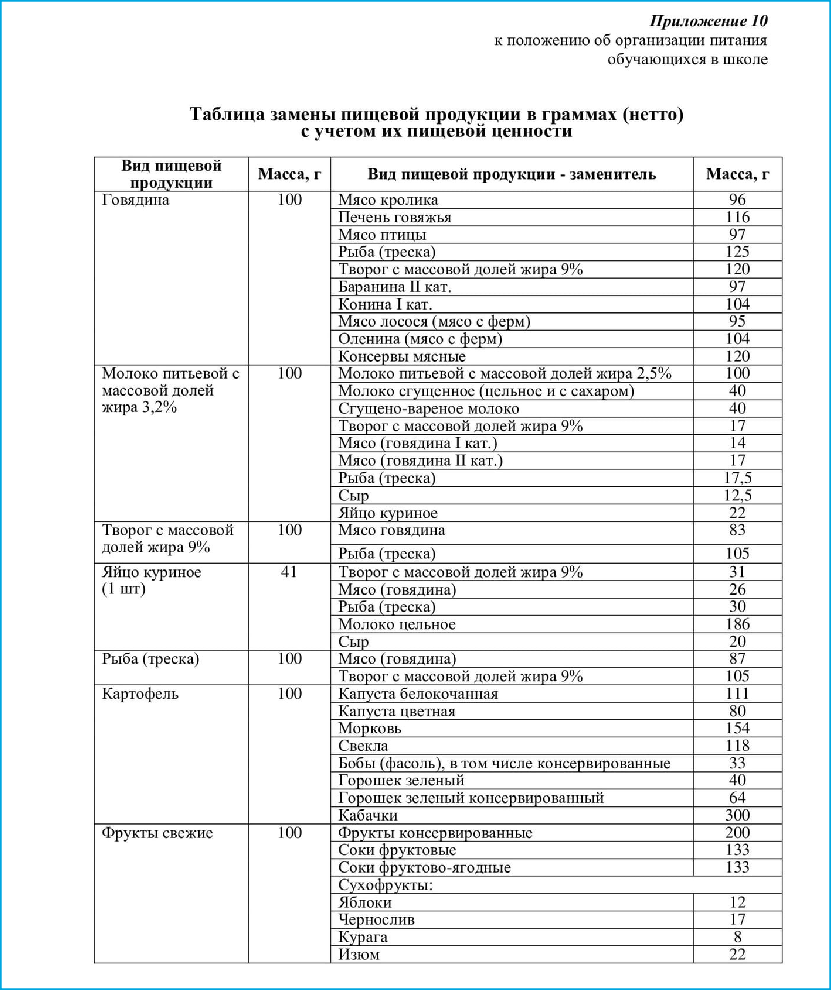 Приложение 10
к положению об организации питания
обучающихся в школе
Таблица замены пищевой продукции в граммах (нетто)
с учетом их пищевой ценности
Вид пищевой продукции | Масса, г | Вид пищевой продукции - заменитель | Масса, г
Говядина 100 Мясо кролика 96
Печень говяжья 116
Мясо птицы 97
Рыба (треска) 125
Творог с массовой долей жира 9% 120
Баранина II кат. 97
Конина I кат. 104
Мясо лосося (мясо с ферм) 95
Оленина (мясо с ферм) 104
Консервы мясные 120
Молоко питьевой с 100 Молоко питьевой с массовой долей жира 2,5% 100
массовой долей Молоко сгущенное (цельное и с сахаром) 40
жира 3,2% Сгущено-вареное молоко 40
Творог с массовой долей жира 9% 17
Мясо (говядина I кат.) 14
Мясо (говядина II кат.) 17
Рыба (треска) 17,5
Сыр 12,5
Яйцо куриное 22
Творог с массовой 100 Мясо говядина 83
долей жира 9% Рыба (треска) 105
Яйцо куриное 41 Творог с массовой долей жира 9% 31
(1 шт) Мясо (говядина) 26
Рыба (треска) 30
Молоко цельное 186
Сыр 20
Рыба (треска) 100 Мясо (говядина) 87
Творог с массовой долей жира 9% 105
Картофель 100 Капуста белокочанная 111
Капуста цветная 80
Морковь 154
Свекла 118
Бобы (фасоль), в том числе консервированные 33
Горошек зеленый 40
Горошек зеленый консервированный 64
Кабачки 300
Фрукты свежие 100 Фрукты консервированные 200
Соки фруктовые 133
Соки фруктово-ягодные 133
Сухофрукты:
Яблоки 12
Чернослив 17
Курага 8
Изюм 22